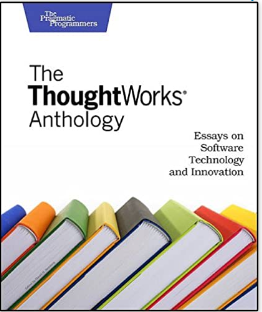 The
Pragmatic
Programmers
The
ThoughtWorks®
Anthology
Essays on
Software
Technology
and Innovation